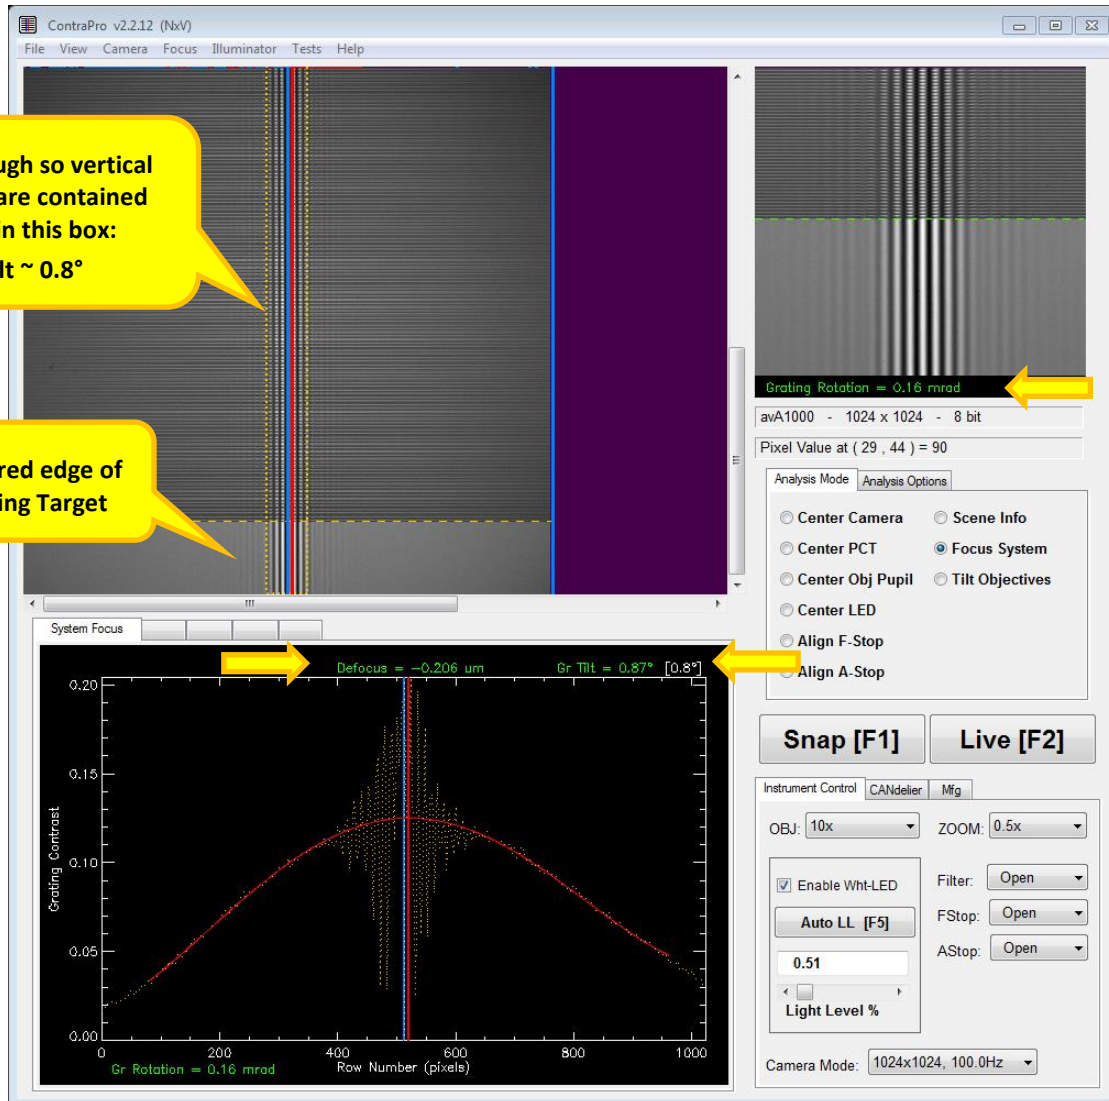 ContraPro v2.2.12 (NxV)
File View Camera Focus Illuminator Tests Help
ugh so vertical
are contained
in this box:
lt ~ 0.8°
red edge of
ing Target
Grating Rotation = 0.16 mrad
avA1000 - 1024 x 1024 - 8 bit
Pixel Value at ( 29 , 44 ) = 90
Analysis Mode Analysis Options
Center Camera Scene Info
Center PCT Focus System
Center Obj Pupil Tilt Objectives
Center LED
Align F-Stop
Align A-Stop
System Focus
Defocus = -0.206 um Gr Tilt = 0.87° [0.8°]
0.20
0.15
0.10
0.05
0.00
Grating Contrast
0 200 400 600 800 1000
Gr Rotation = 0.16 mrad Row Number (pixels)
Snap [F1] Live [F2]
Instrument Control CANdelier Mfg
OBJ: 10x ZOOM: 0.5x
Enable Wht-LED Filter: Open
Auto LL [F5] FStop: Open
0.51 AStop: Open
Light Level %
Camera Mode: 1024x1024, 100.0Hz